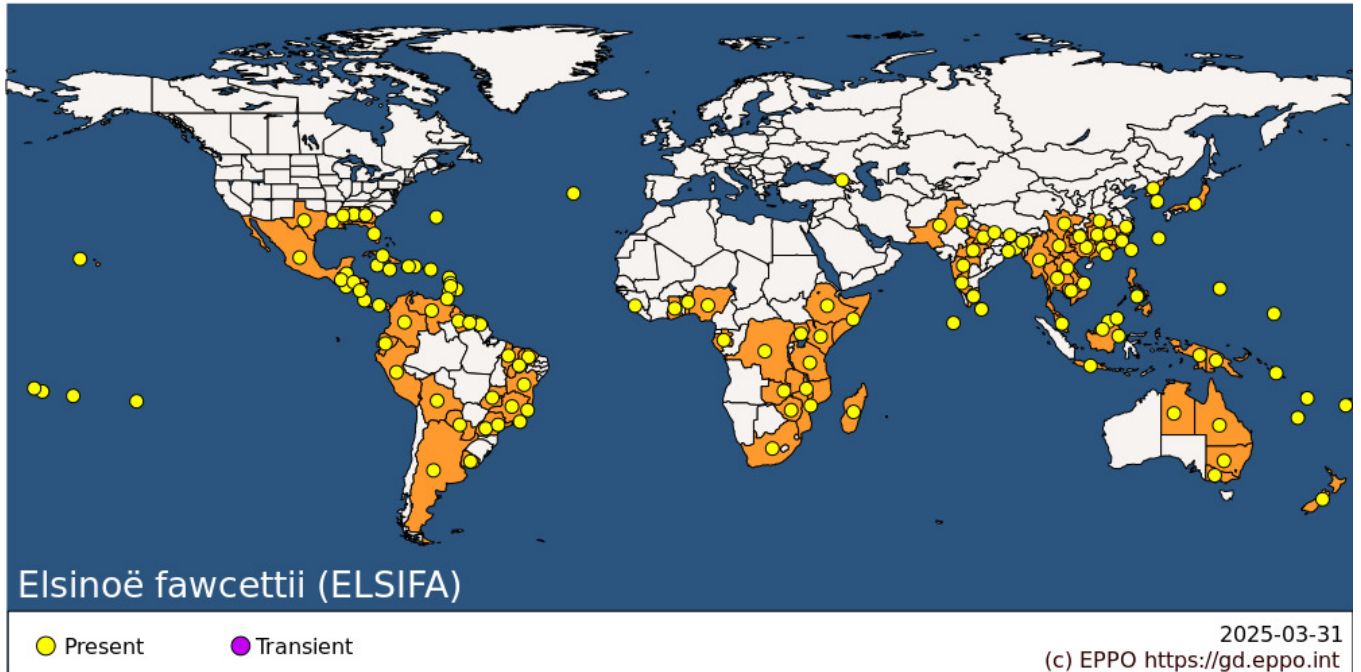 Elsinoë fawcettii (ELSIFA)
Present
Transient
2025-03-31
(c) EPPO https://gd.eppo.int